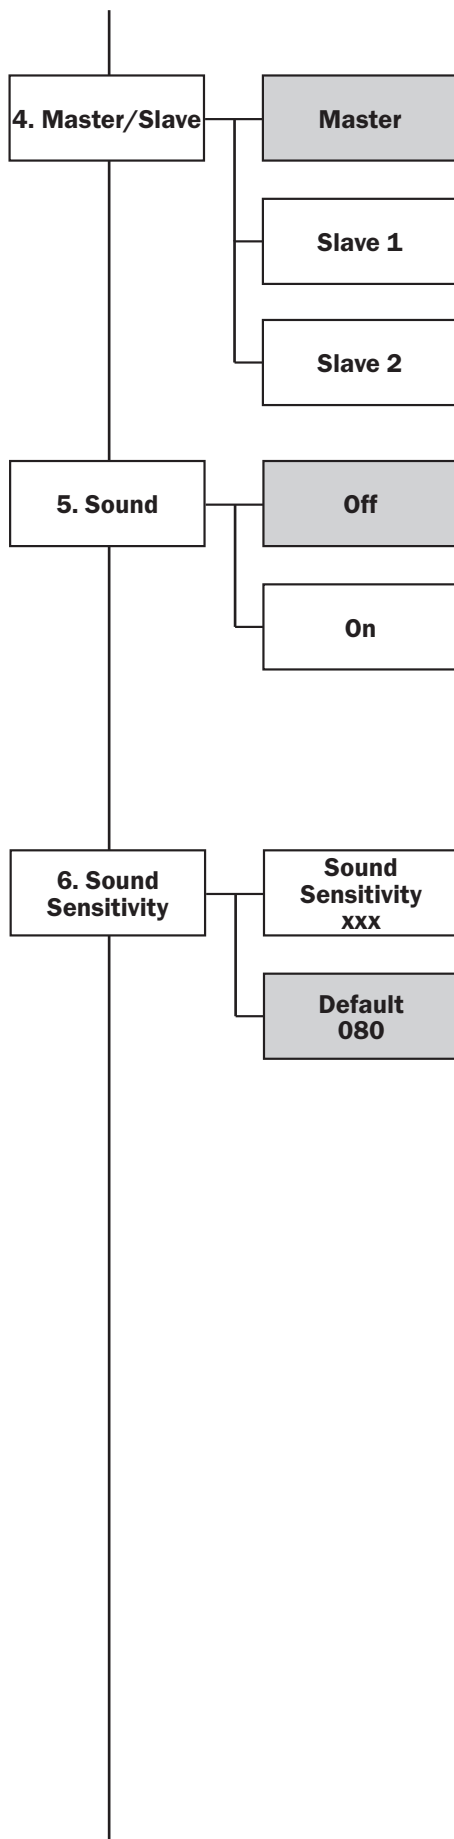 4. Master/Slave
Master
Slave 1
Slave 2
5. Sound
Off
On
6. Sound
Sensitivity
Sound
Sensitivity
xxx
Default
080